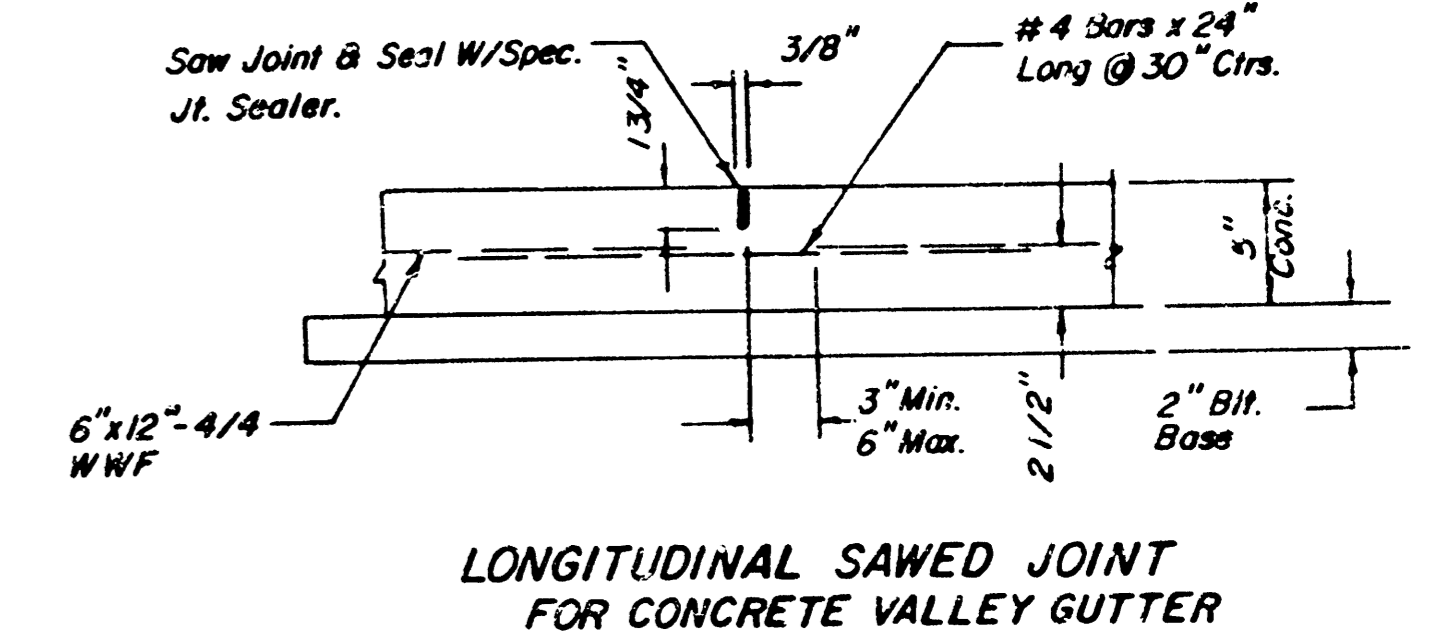 Saw Joint & Seal W/Spec.
Jt. Sealer.
3/8"
#4 Bars x 24"
Long @ 30" Ctrs.
1 3/4"
5"
Conc.
6"x12"-4/4
WWF
3" Min.
6" Max.
2 1/2"
2" Bit.
Base
LONGITUDINAL SAWED JOINT
FOR CONCRETE VALLEY GUTTER